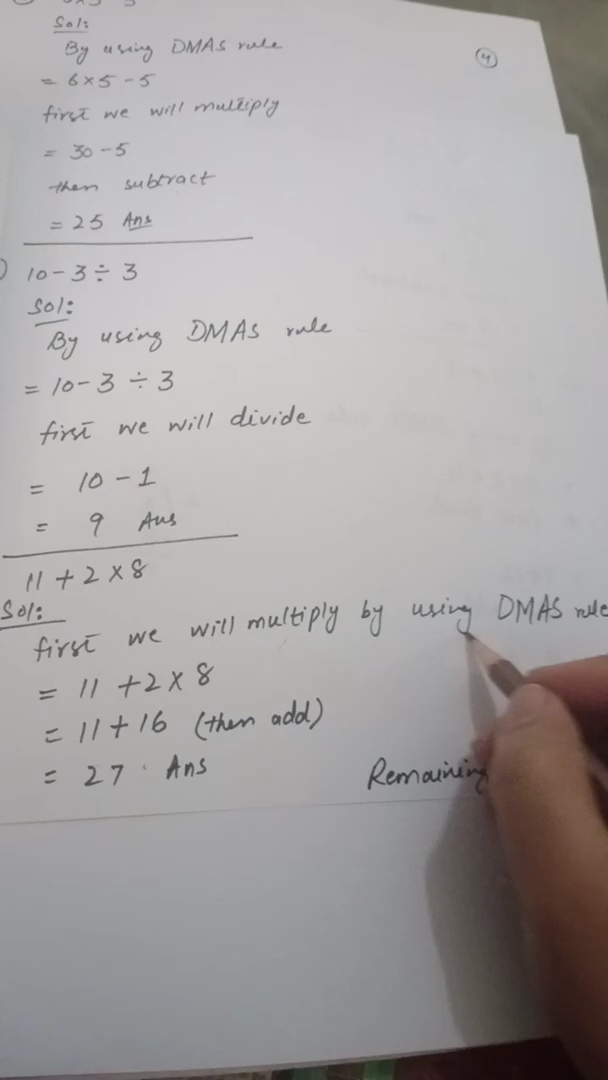 Sol:
By using DMAS rule
= 6×5-5
first we will multiply
= 30-5
then subtract
= 25 Ans
4
10-3÷3
Sol:
By using DMAS rule
= 10-3÷3
first we will divide
= 10-1
= 9 Ans
11+2×8
Sol:
first we will multiply by using DMAS rule
= 11+2×8
= 11+16 (then add)
= 27 Ans
Remaining